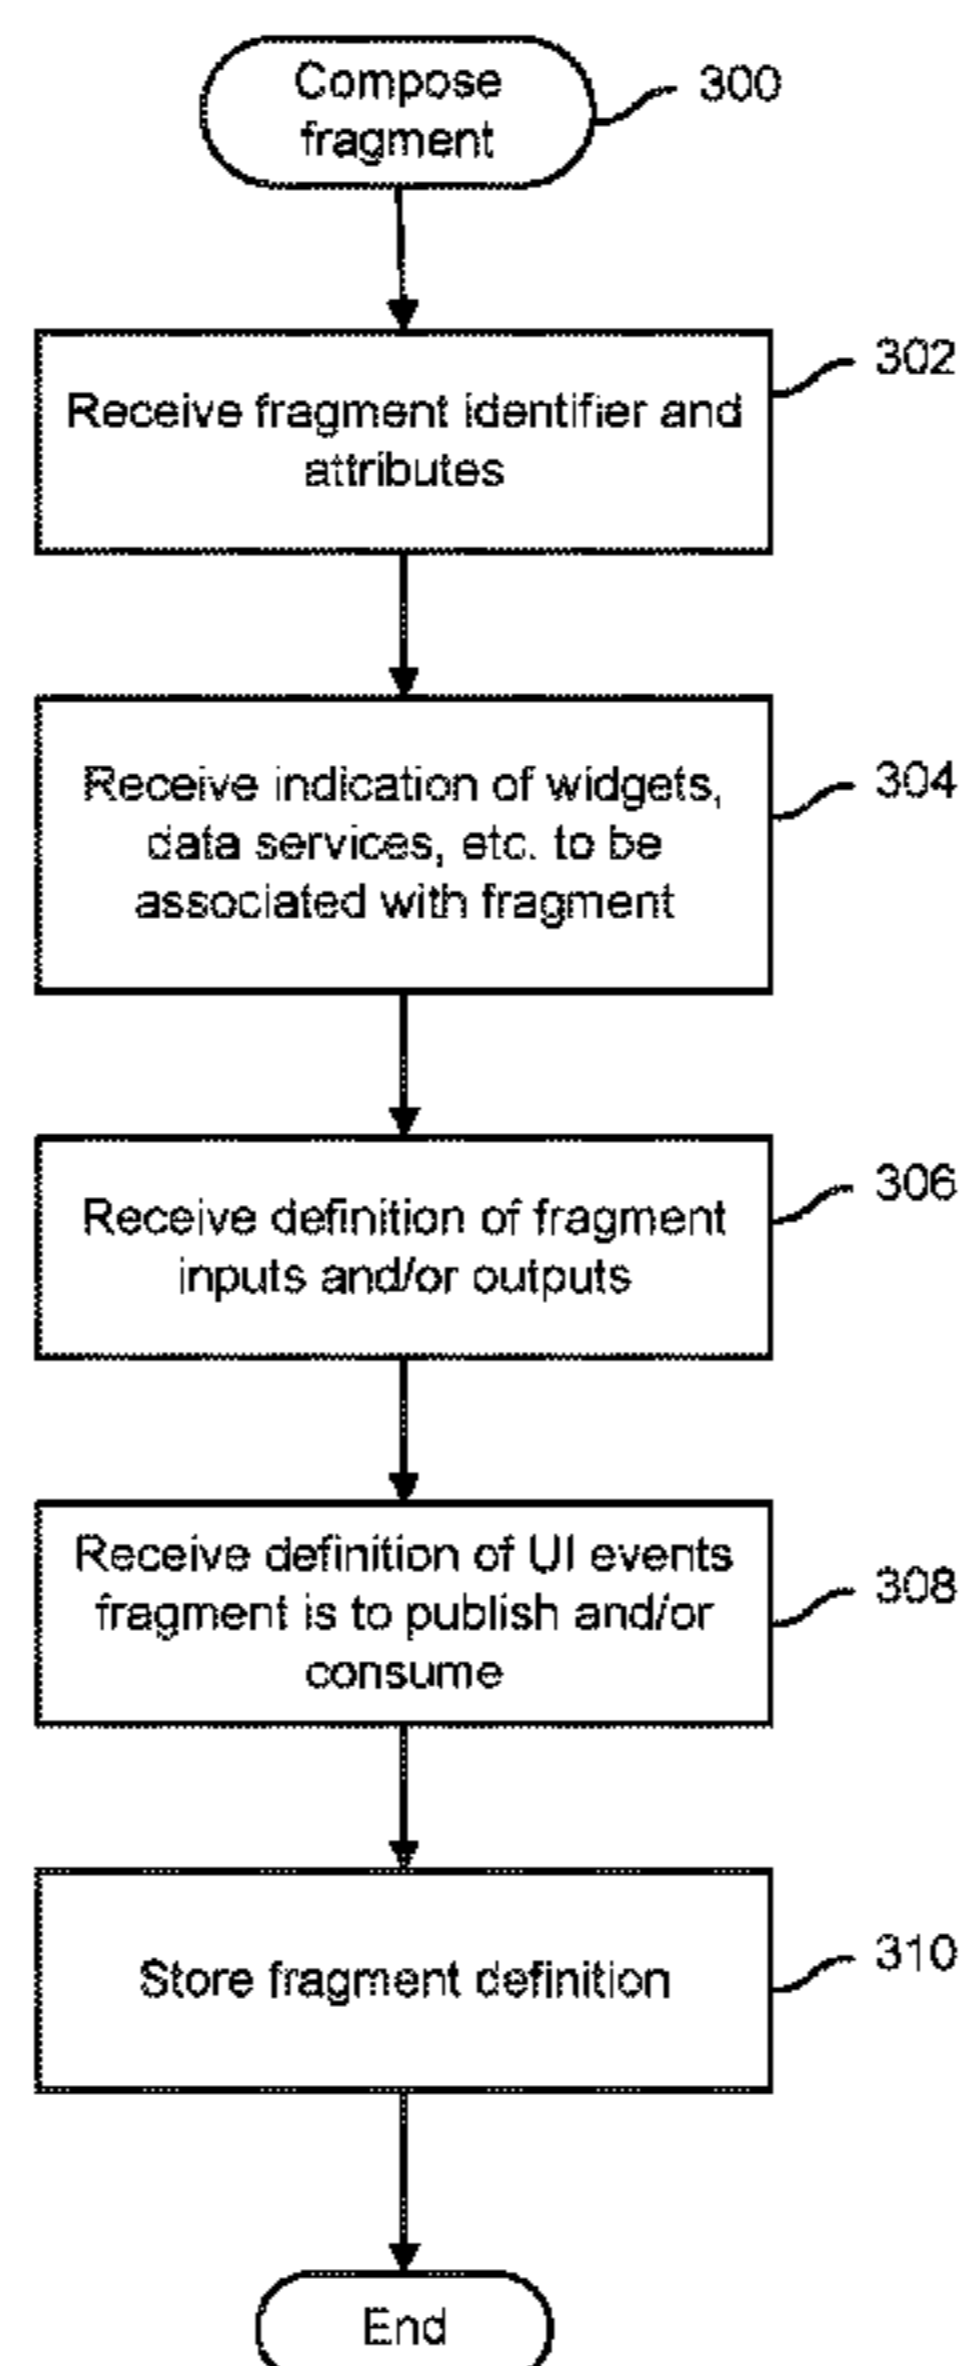 Compose
fragment
300
302
Receive fragment identifier and
attributes
304
Receive indication of widgets,
data services, etc. to be
associated with fragment
306
Receive definition of fragment
inputs and/or outputs
308
Receive definition of UI events
fragment is to publish and/or
consume
310
Store fragment definition
End